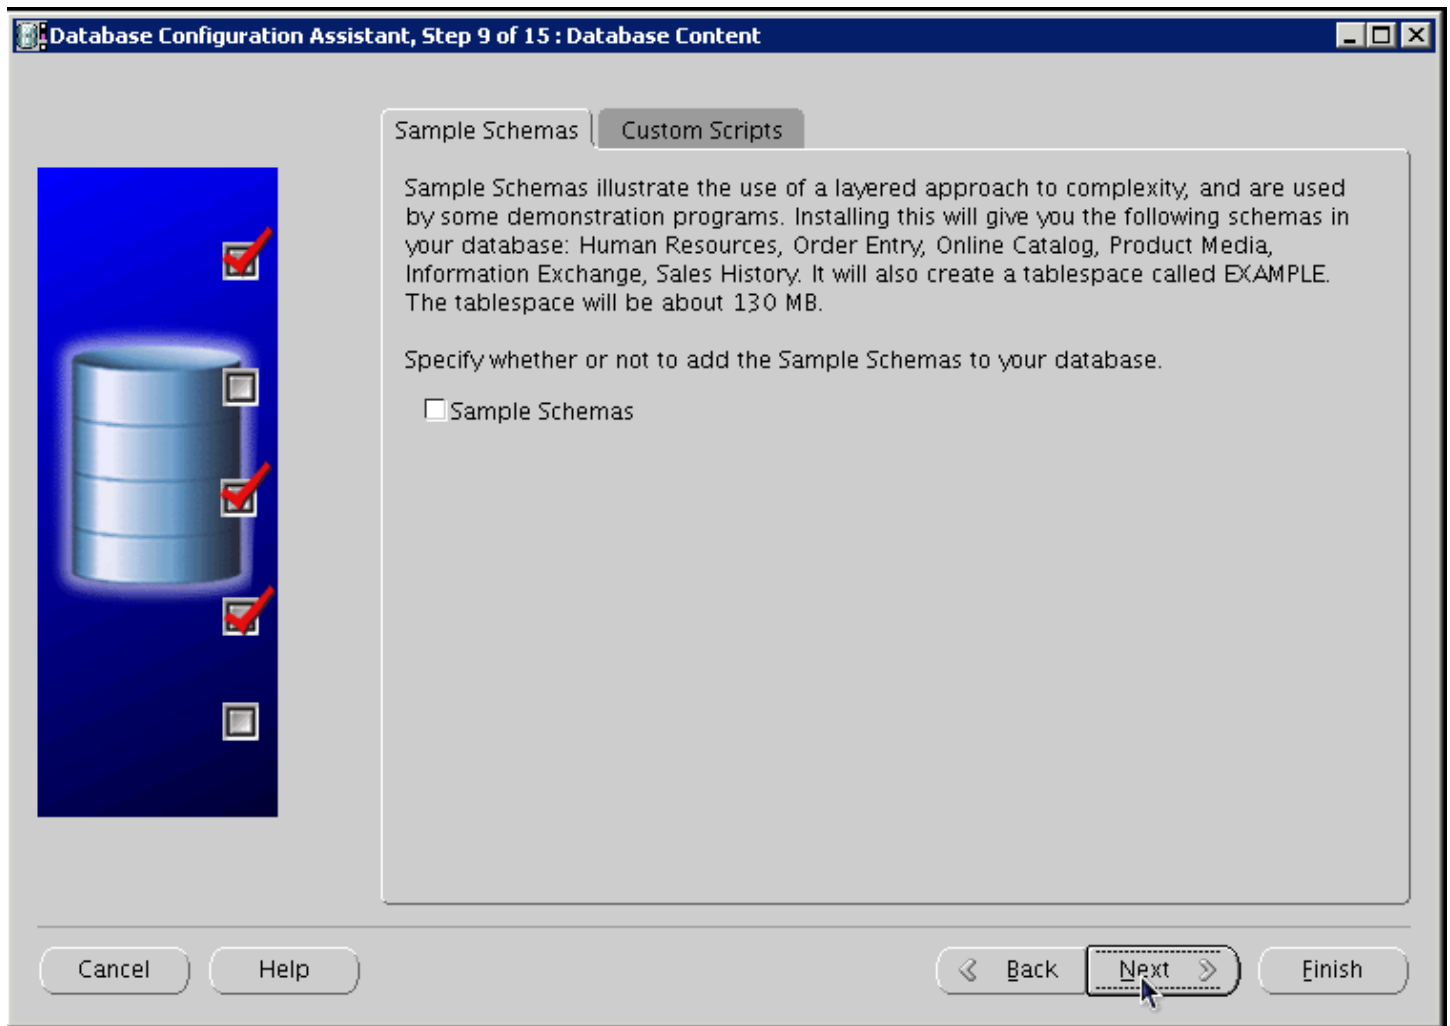 Database Configuration Assistant, Step 9 of 15 : Database Content
Sample Schemas
Custom Scripts
Sample Schemas illustrate the use of a layered approach to complexity, and are used
by some demonstration programs. Installing this will give you the following schemas in
your database: Human Resources, Order Entry, Online Catalog, Product Media,
Information Exchange, Sales History. It will also create a tablespace called EXAMPLE.
The tablespace will be about 130 MB.
Specify whether or not to add the Sample Schemas to your database.
Sample Schemas
Cancel
Help
Back
Next
Finish